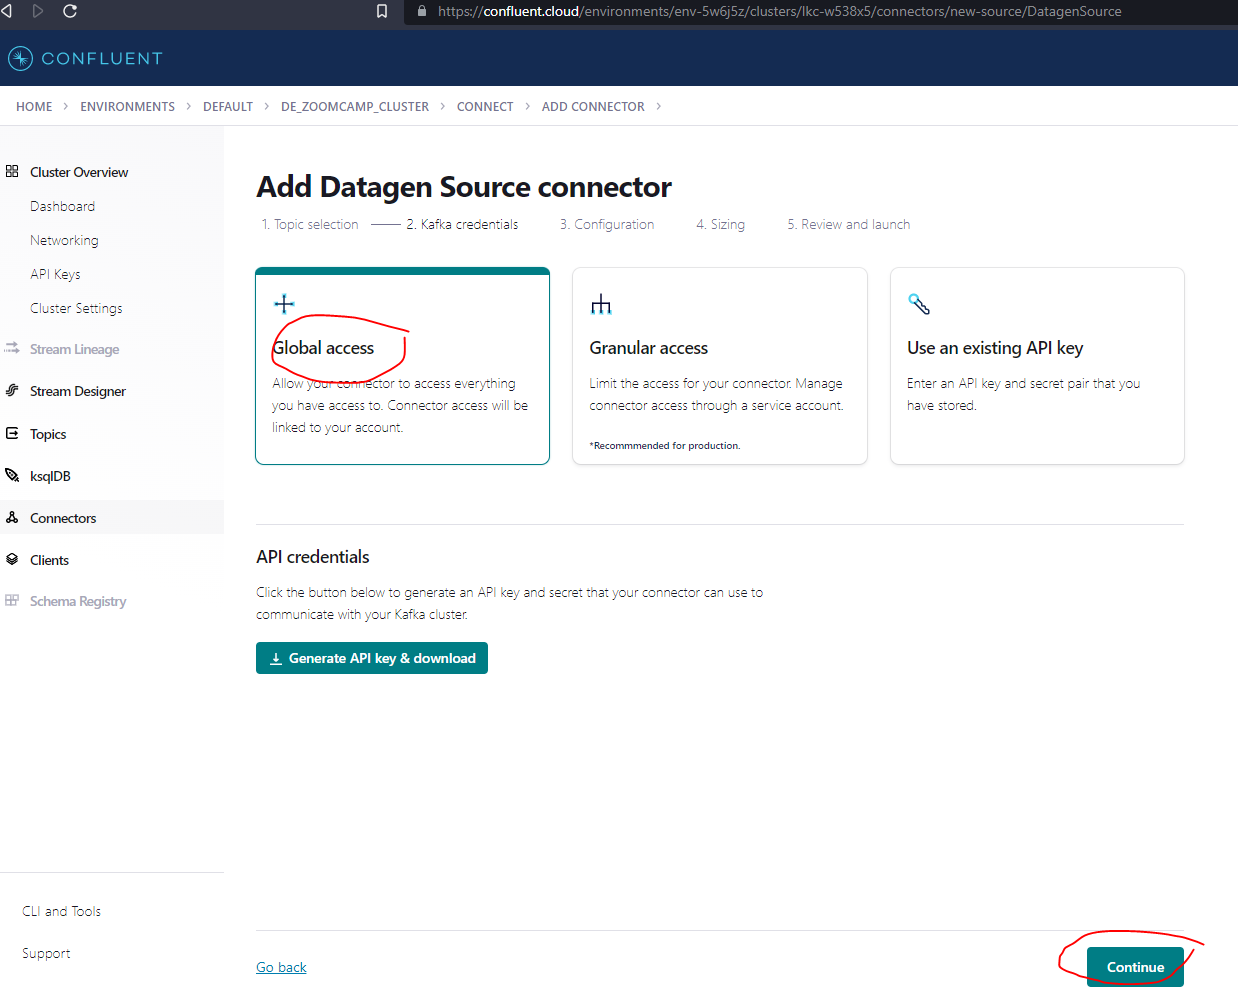 https://confluent.cloud/environments/env-5w6j5z/clusters/lkc-w538x5/connectors/new-source/DatagenSource
CONFLUENT
HOME > ENVIRONMENTS > DEFAULT > DE_ZOOMCAMP_CLUSTER > CONNECT > ADD CONNECTOR >
Cluster Overview
Dashboard
Networking
API Keys
Cluster Settings
Stream Lineage
Stream Designer
Topics
ksqlDB
Connectors
Clients
Schema Registry
CLI and Tools
Support
Add Datagen Source connector
1. Topic selection 2. Kafka credentials 3. Configuration 4. Sizing 5. Review and launch
Global access
Allow your connector to access everything
you have access to. Connector access will be
linked to your account.
Granular access
Limit the access for your connector. Manage
connector access through a service account.
*Recommmended for production.
Use an existing API key
Enter an API key and secret pair that you
have stored.
API credentials
Click the button below to generate an API key and secret that your connector can use to
communicate with your Kafka cluster.
Generate API key & download
Go back
Continue